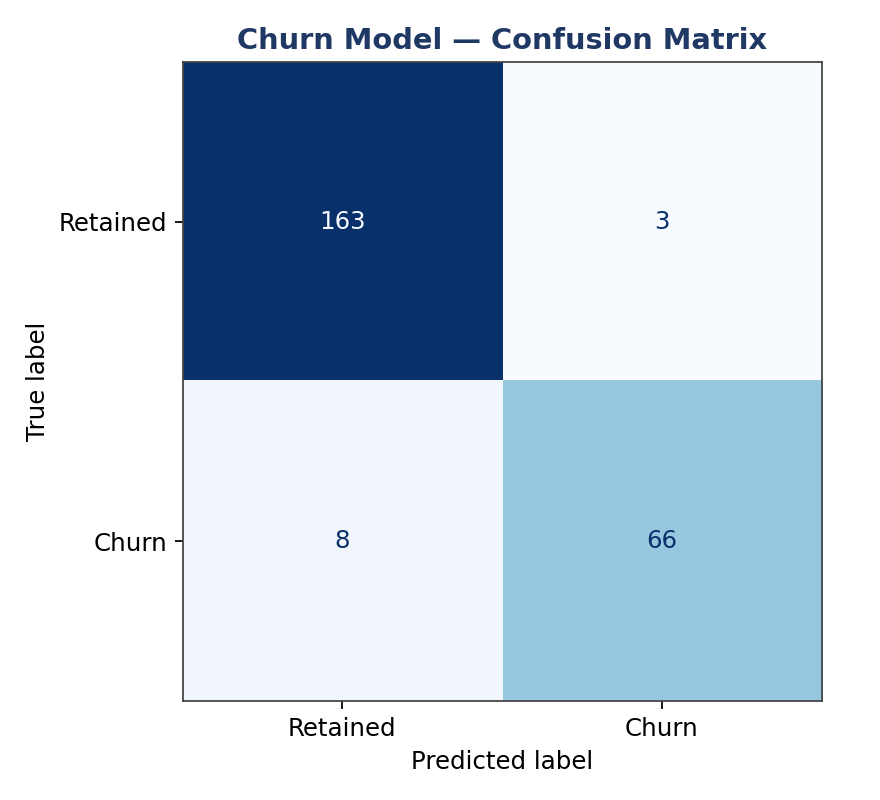 Churn Model — Confusion Matrix
Retained
163
3
True label
Churn
8
66
Retained
Churn
Predicted label